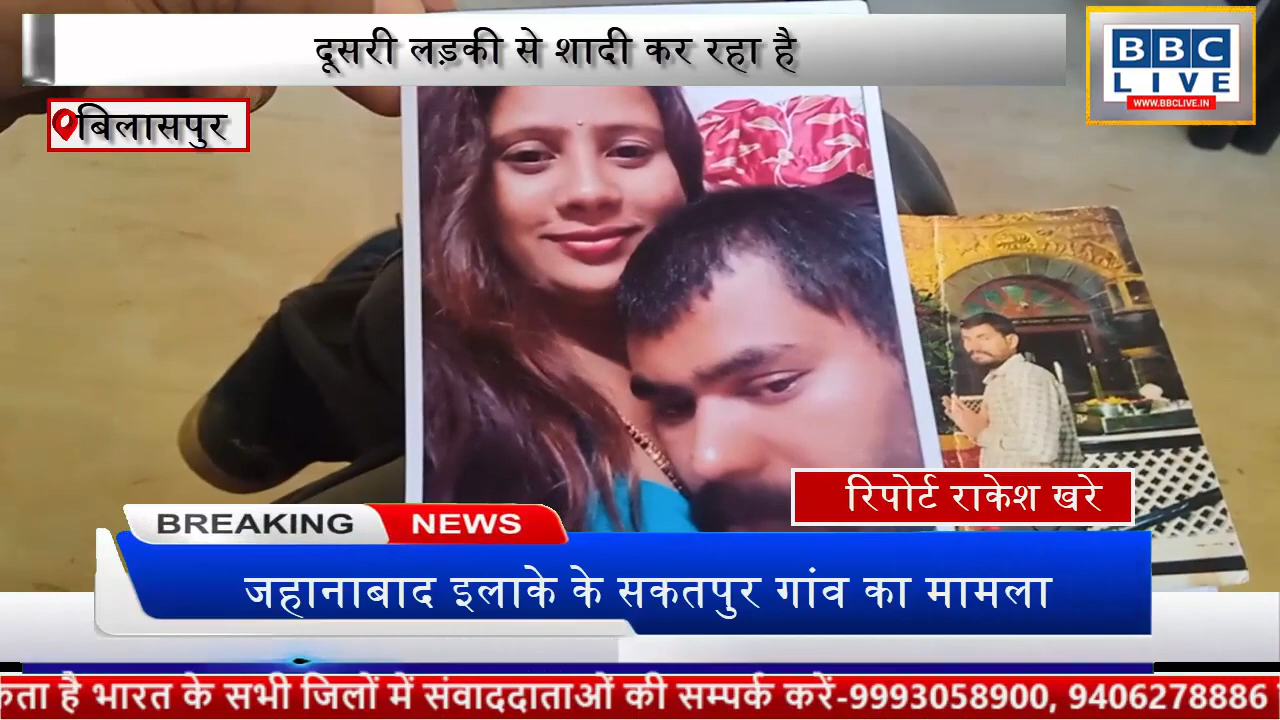 दूसरी लड़की से शादी कर रहा है
BBC
LIVE
WWW.BBCLIVE.IN
बिलासपुर
रिपोर्ट राकेश खरे
BREAKING NEWS
जहानाबाद इलाके के सकतपुर गांव का मामला
है भारत के सभी जिलों में संवाददाताओं की सम्पर्क करें-9993058900, 9406278886